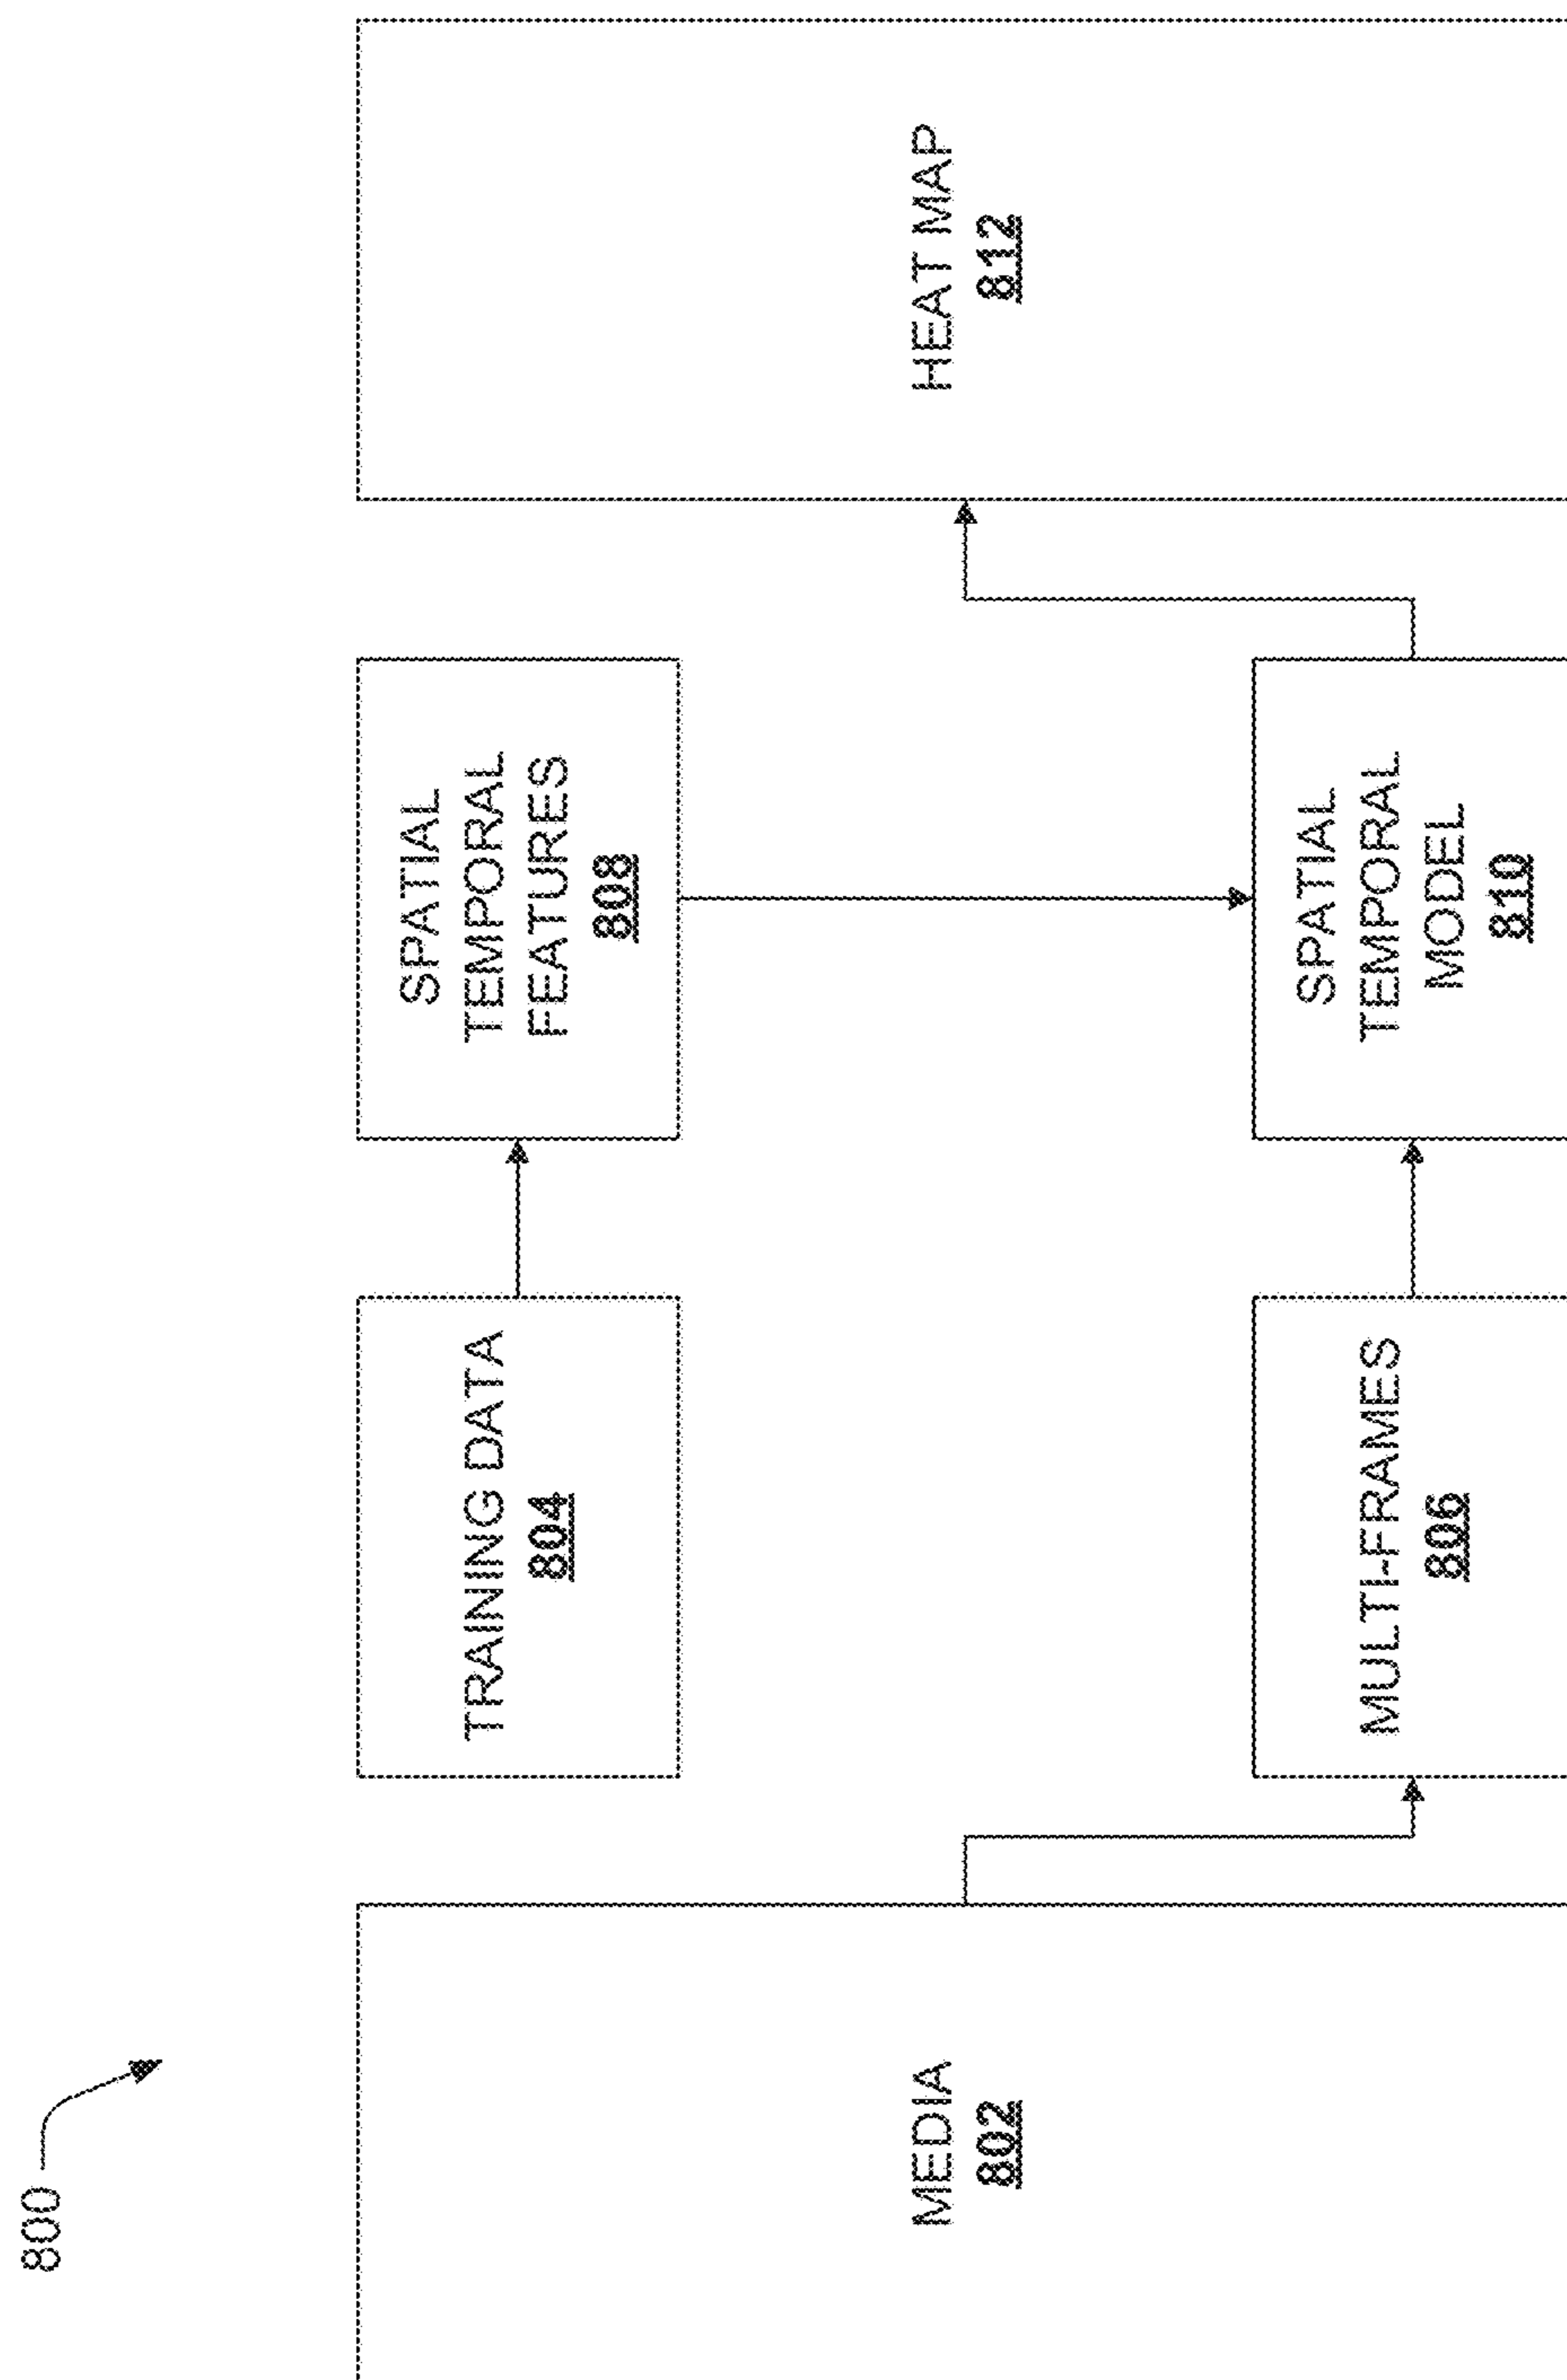 800
MEDIA
802
TRAINING DATA
804
MULTI-FRAMES
806
SPATIAL
TEMPORAL
FEATURES
808
SPATIAL
TEMPORAL
MODEL
810
HEAT MAP
812